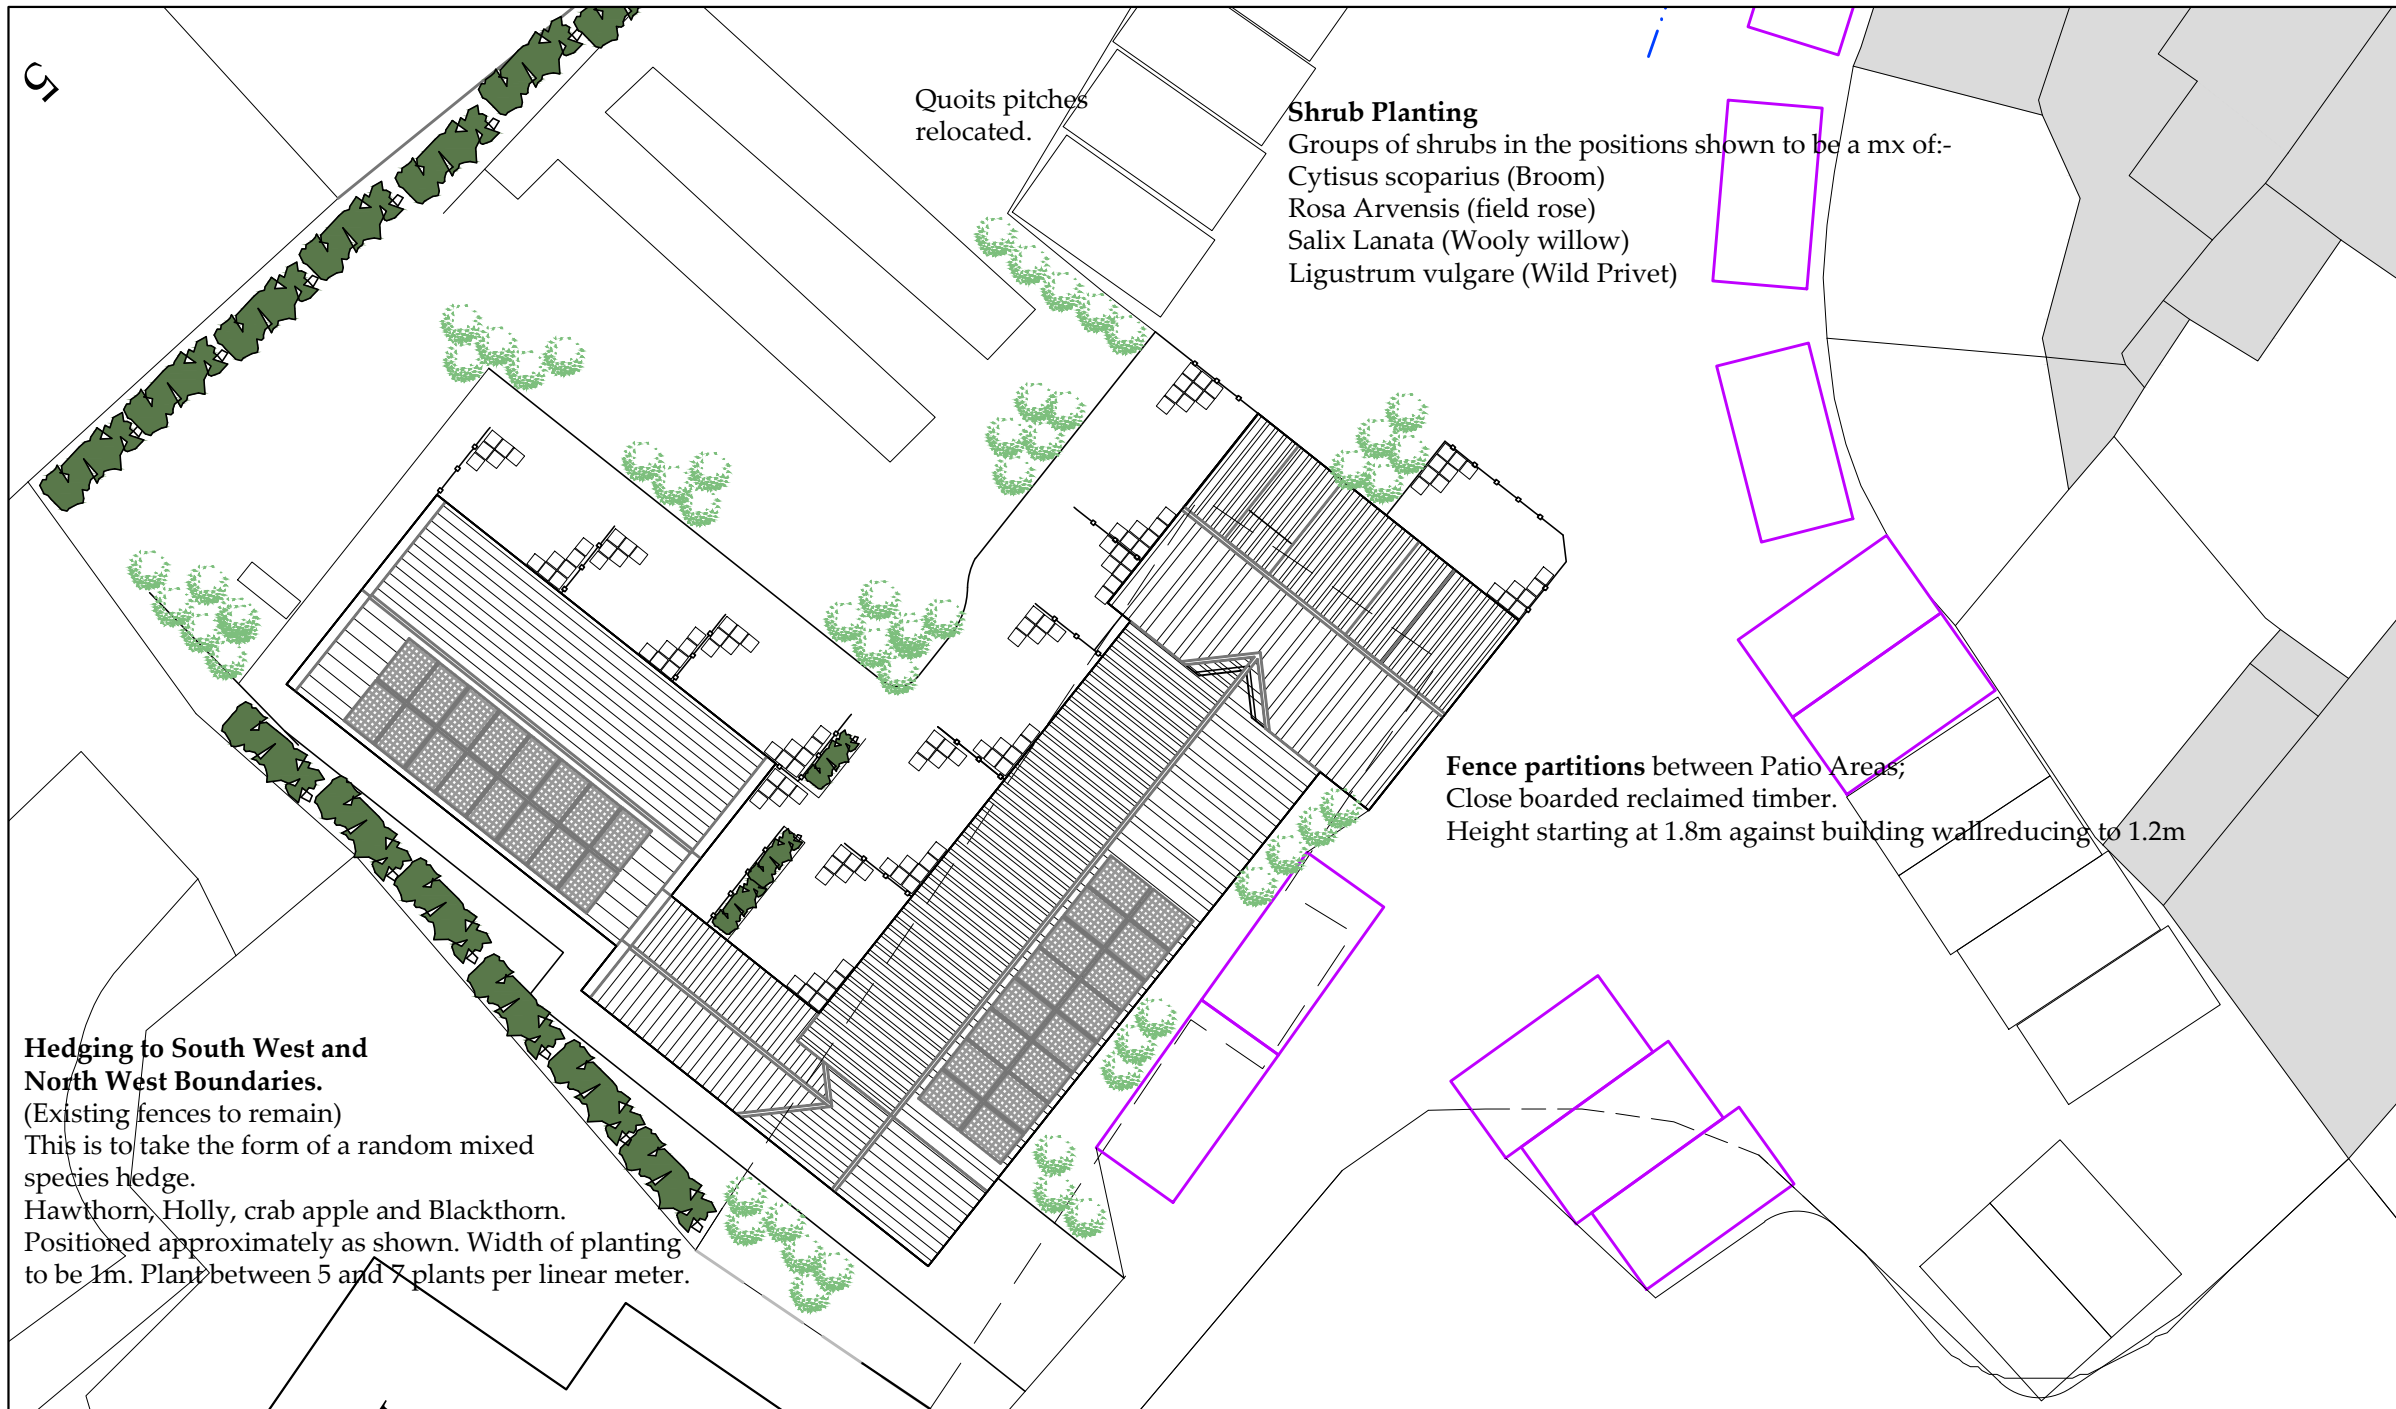 5
Quoits pitches
relocated.
Shrub Planting
Groups of shrubs in the positions shown to be a mx of:-
Cytisus scoparius (Broom)
Rosa Arvensis (field rose)
Salix Lanata (Wooly willow)
Ligustrum vulgare (Wild Privet)
Fence partitions between Patio Areas;
Close boarded reclaimed timber.
Height starting at 1.8m against building wallreducing to 1.2m
Hedging to South West and
North West Boundaries.
(Existing fences to remain)
This is to take the form of a random mixed
species hedge.
Hawthorn, Holly, crab apple and Blackthorn.
Positioned approximately as shown. Width of planting
to be 1m. Plant between 5 and 7 plants per linear meter.